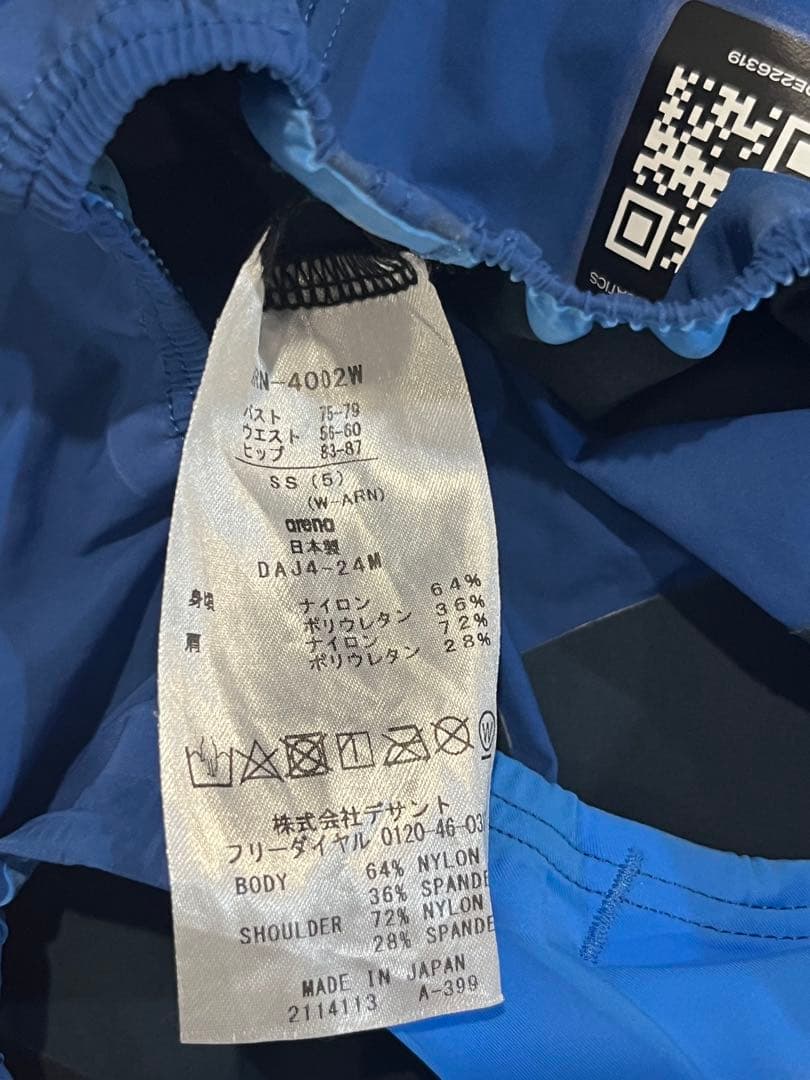 ARN-4002W
バスト 75-79
ウエスト 56-60
ヒップ 83-87
SS (5)
(W-ARN)
arena
日本製
DAJ4-24M
身頃 ナイロン 64%
ポリウレタン 36%
肩 ナイロン 72%
ポリウレタン 28%
W
株式会社デサント
フリーダイヤル 0120-46-03
BODY 64% NYLON
36% SPANDE
SHOULDER 72% NYLON
28% SPANDE
MADE IN JAPAN
2114113 A-399
DE226319